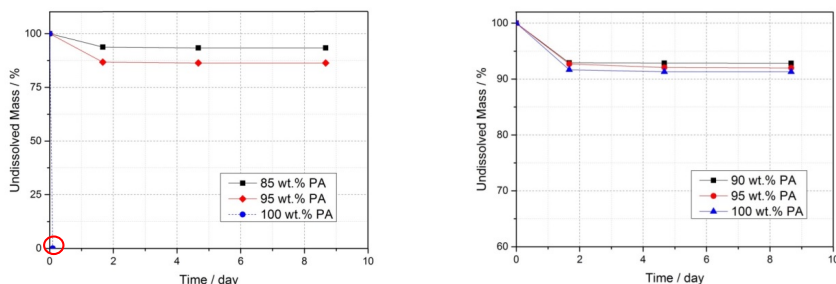 100
75
50
25
0
Undissolved Mass / %
85 wt.% PA
95 wt.% PA
100 wt.% PA
0 2 4 6 8 10
Time / day
100
90
80
70
60
Undissolved Mass / %
90 wt.% PA
95 wt.% PA
100 wt.% PA
0 2 4 6 8 10
Time / day